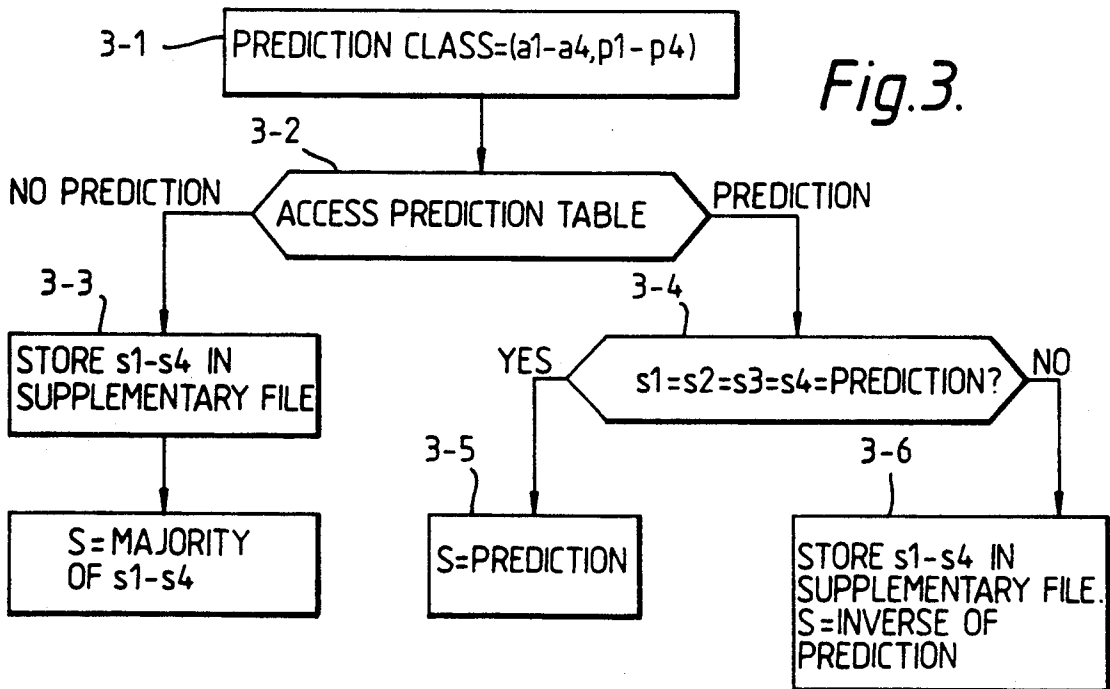 3-1
PREDICTION CLASS=(a1-a4,p1-p4)
Fig.3.
3-2
NO PREDICTION
ACCESS PREDICTION TABLE
PREDICTION
3-3
STORE s1-s4 IN
SUPPLEMENTARY FILE
3-4
YES
s1=s2=s3=s4=PREDICTION?
NO
S=MAJORITY
OF s1-s4
3-5
S=PREDICTION
3-6
STORE s1-s4 IN
SUPPLEMENTARY FILE.
S=INVERSE OF
PREDICTION